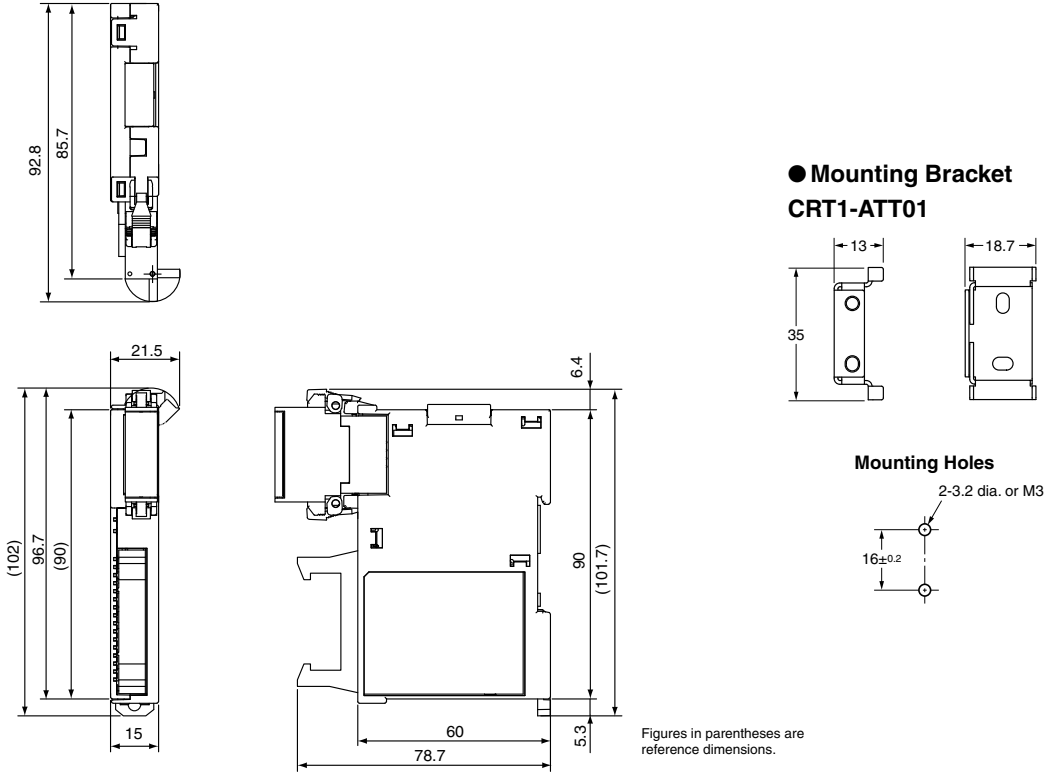 92.8
85.7
● Mounting Bracket
CRT1-ATT01
13
18.7
35
21.5
6.4
Mounting Holes
2-3.2 dia. or M3
16±0.2
(102)
96.7
(90)
90
(101.7)
15
60
78.7
5.3
Figures in parentheses are
reference dimensions.